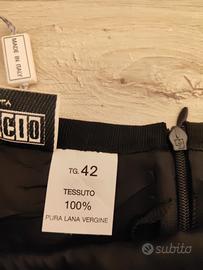 MADE IN ITALY
CIO
TG. 42
TESSUTO
100%
PURA LANA VERGINE
subito